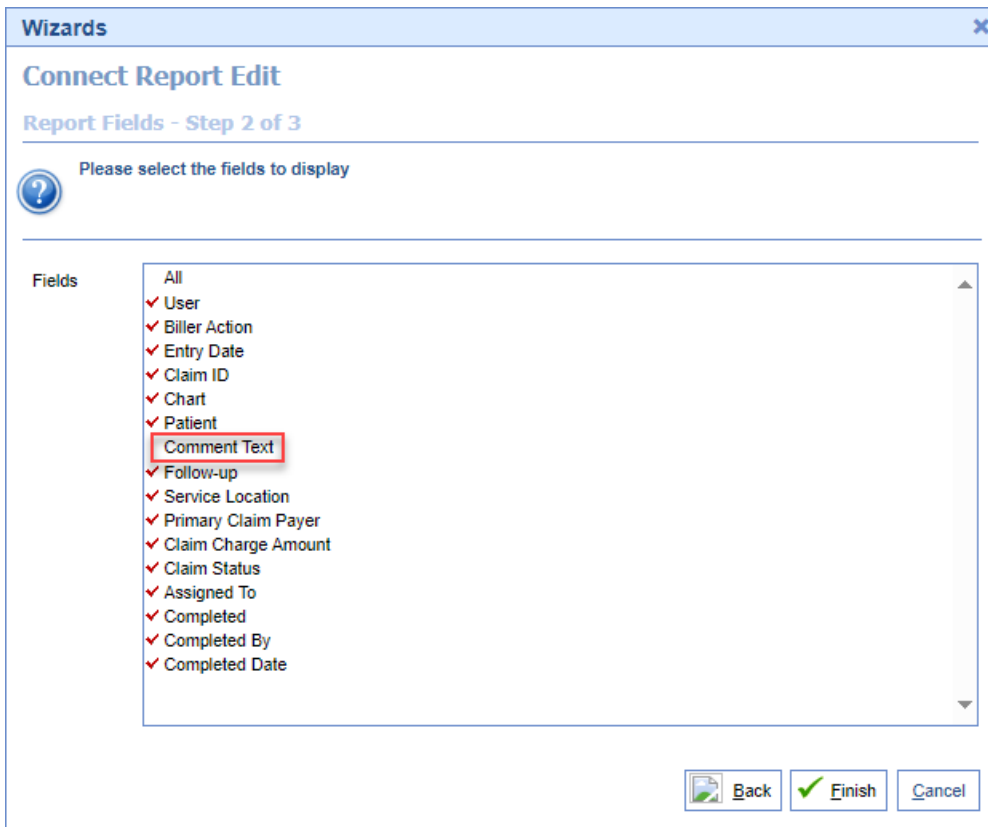 Wizards
Connect Report Edit
Report Fields - Step 2 of 3
Please select the fields to display
Fields
All
User
Biller Action
Entry Date
Claim ID
Chart
Patient
Comment Text
Follow-up
Service Location
Primary Claim Payer
Claim Charge Amount
Claim Status
Assigned To
Completed
Completed By
Completed Date
Back Finish Cancel